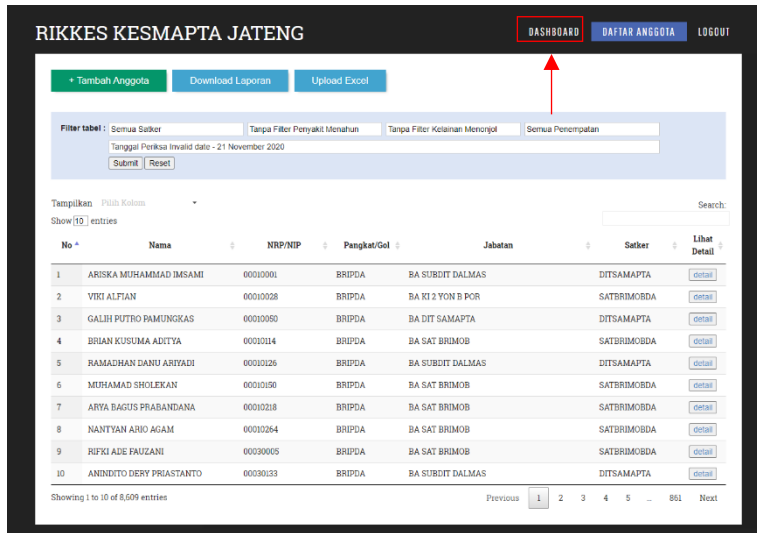 RIKKES KESMAPTA JATENG DASHBOARD DAFTAR ANGGOTA LOGOUT
+ Tambah Anggota Download Laporan Upload Excel
Filter tabel : Semua Satker Tanpa Filter Penyakit Menahun Tanpa Filter Kelainan Menonjol Semua Penempatan
Tanggal Periksa Invalid date - 21 November 2020
Submit Reset
Tampilkan Pilih Kolom Search:
Show 10 entries
No Nama NRP/NIP Pangkat/Gol Jabatan Satker Lihat Detail
1 ARISKA MUHAMMAD IMSAMI 00010001 BRIPDA BA SUBDIT DALMAS DITSAMAPTA detail
2 VIKI ALFIAN 00010028 BRIPDA BA KI 2 YON B POR SATBRIMOBDA detail
3 GALIH PUTRO PAMUNGKAS 00010050 BRIPDA BA DIT SAMAPTA DITSAMAPTA detail
4 BRIAN KUSUMA ADITYA 00010114 BRIPDA BA SAT BRIMOB SATBRIMOBDA detail
5 RAMADHAN DANU ARIYADI 00010126 BRIPDA BA SUBDIT DALMAS DITSAMAPTA detail
6 MUHAMAD SHOLEKAN 00010150 BRIPDA BA SAT BRIMOB SATBRIMOBDA detail
7 ARYA BAGUS PRABANDANA 00010218 BRIPDA BA SAT BRIMOB SATBRIMOBDA detail
8 NANTYAN ARIO AGAM 00010264 BRIPDA BA SAT BRIMOB SATBRIMOBDA detail
9 RIFKI ADE FAUZANI 00030005 BRIPDA BA SAT BRIMOB SATBRIMOBDA detail
10 ANINDITO DERY PRIASTANTO 00030133 BRIPDA BA SUBDIT DALMAS DITSAMAPTA detail
Showing 1 to 10 of 8,609 entries Previous 1 2 3 4 5 ... 861 Next